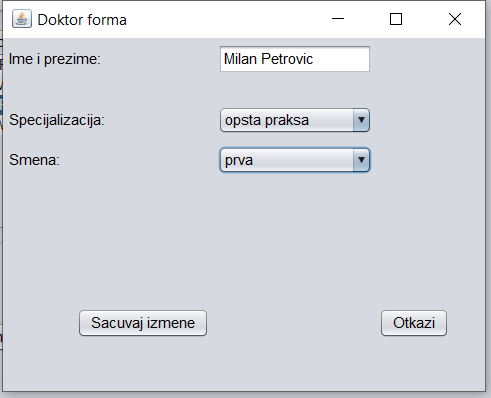 Doktor forma
Ime i prezime: Milan Petrovic
Specijalizacija: opsta praksa
Smena: prva
Sacuvaj izmene Otkazi